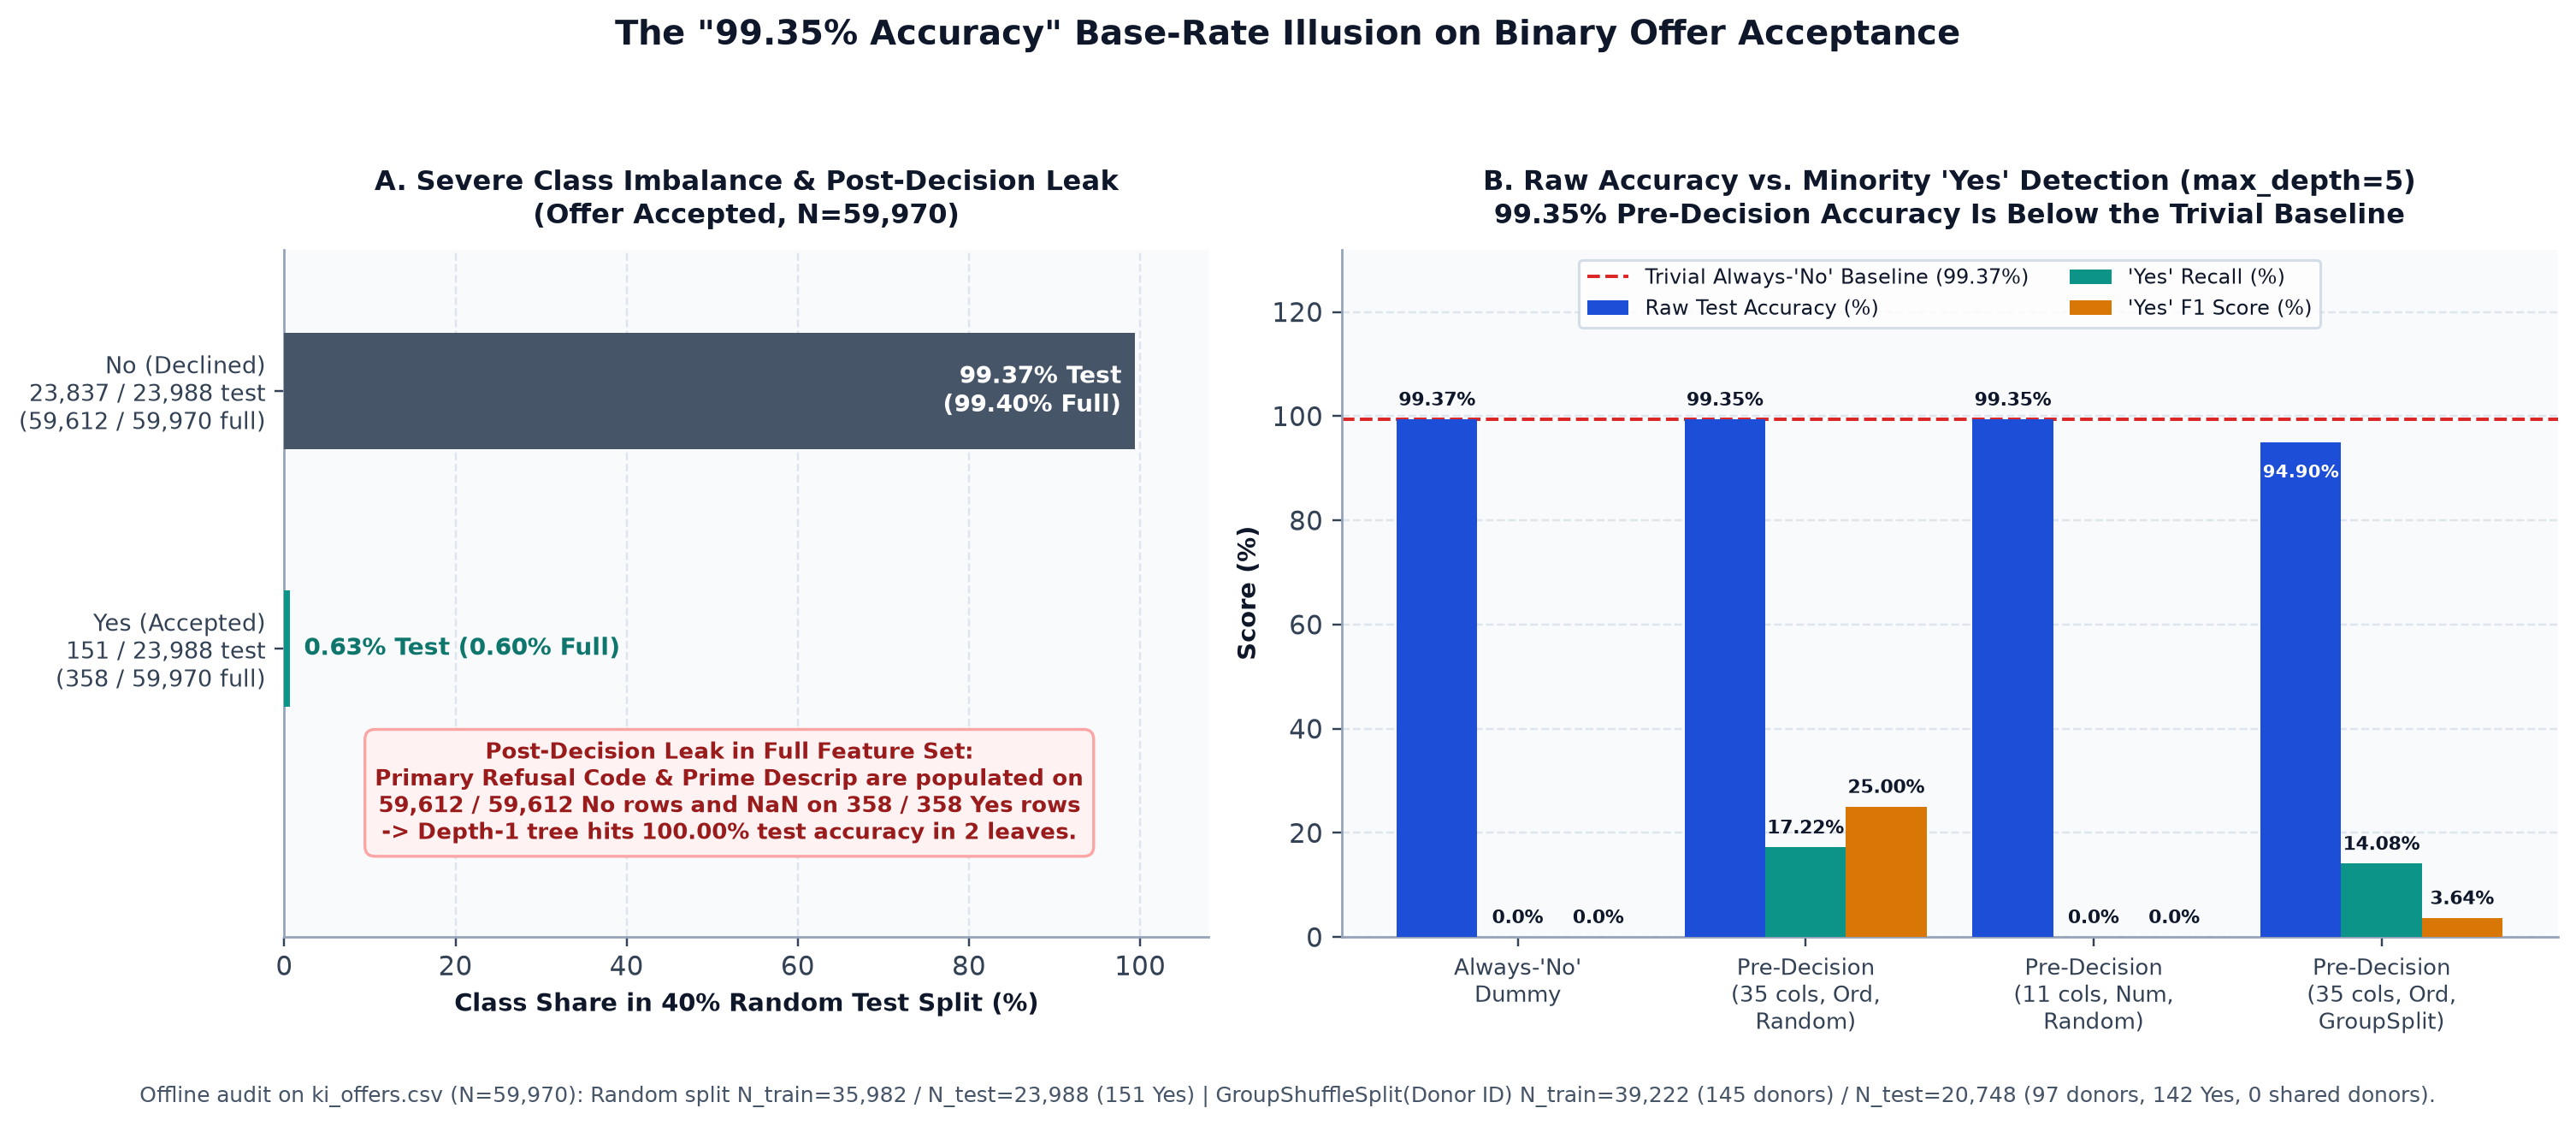 The "99.35% Accuracy" Base-Rate Illusion on Binary Offer Acceptance
A. Severe Class Imbalance & Post-Decision Leak
(Offer Accepted, N=59,970)
No (Declined)
23,837 / 23,988 test
(59,612 / 59,970 full)
99.37% Test
(99.40% Full)
Yes (Accepted)
151 / 23,988 test
(358 / 59,970 full)
0.63% Test (0.60% Full)
Post-Decision Leak in Full Feature Set:
Primary Refusal Code & Prime Descrip are populated on
59,612 / 59,612 No rows and NaN on 358 / 358 Yes rows
-> Depth-1 tree hits 100.00% test accuracy in 2 leaves.
0 20 40 60 80 100
Class Share in 40% Random Test Split (%)
B. Raw Accuracy vs. Minority 'Yes' Detection (max_depth=5)
99.35% Pre-Decision Accuracy Is Below the Trivial Baseline
Trivial Always-'No' Baseline (99.37%)
Raw Test Accuracy (%)
'Yes' Recall (%)
'Yes' F1 Score (%)
Score (%)
120
100
80
60
40
20
0
99.37%
0.0%
0.0%
99.35%
17.22%
25.00%
99.35%
0.0%
0.0%
94.90%
14.08%
3.64%
Always-'No'
Dummy
Pre-Decision
(35 cols, Ord,
Random)
Pre-Decision
(11 cols, Num,
Random)
Pre-Decision
(35 cols, Ord,
GroupSplit)
Offline audit on ki_offers.csv (N=59,970): Random split N_train=35,982 / N_test=23,988 (151 Yes) | GroupShuffleSplit(Donor ID) N_train=39,222 (145 donors) / N_test=20,748 (97 donors, 142 Yes, 0 shared donors).